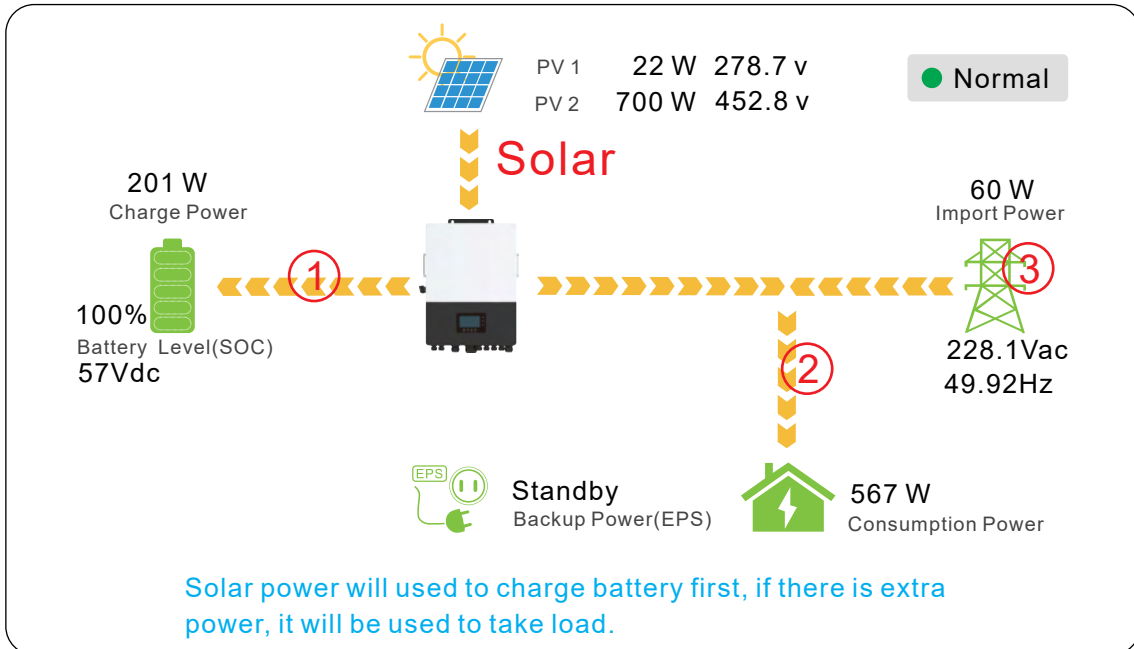 PV 1 22 W 278.7 v
PV 2 700 W 452.8 v
Normal
Solar
201 W
Charge Power
60 W
Import Power
1
3
100%
Battery Level(SOC)
57Vdc
228.1Vac
49.92Hz
2
EPS
Standby
Backup Power(EPS)
567 W
Consumption Power
Solar power will used to charge battery first, if there is extra
power, it will be used to take load.